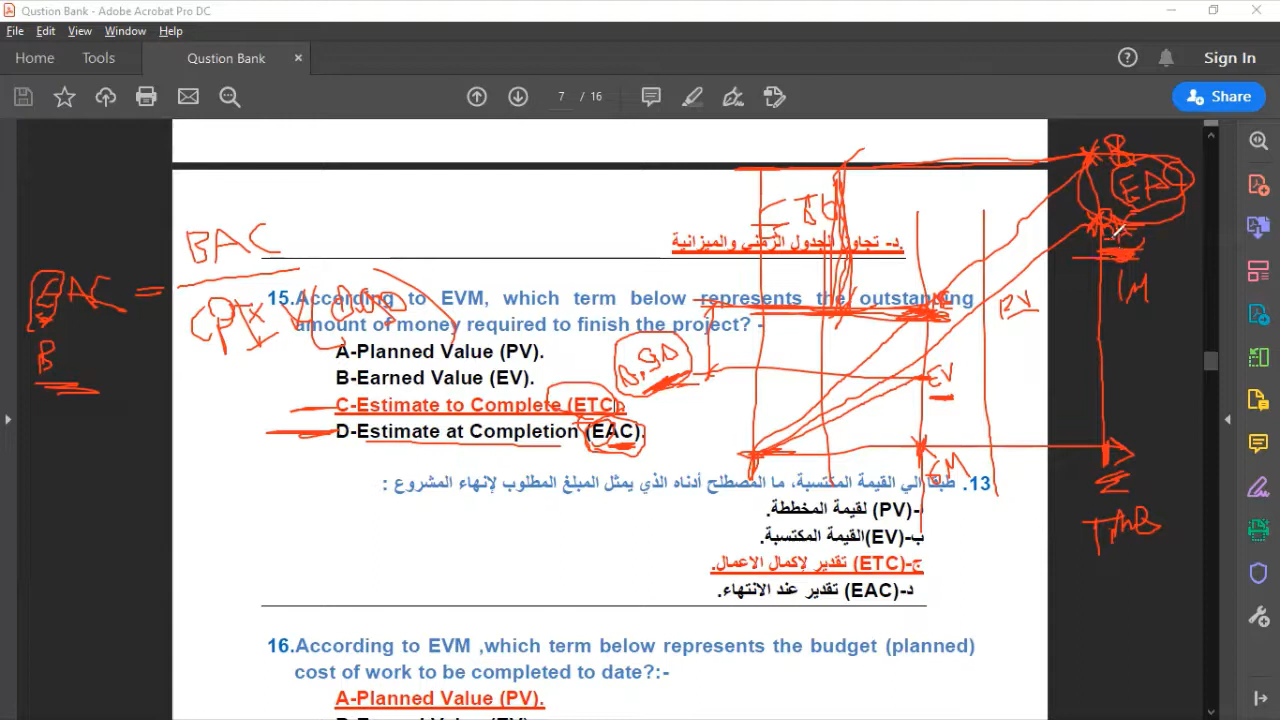 Qustion Bank - Adobe Acrobat Pro DC
File Edit View Window Help
Home Tools Qustion Bank × Sign In
7 / 16 Share
د- تجاوز الجدول الزمني والميزانية.
15.According to EVM, which term below represents the outstanding
amount of money required to finish the project? -
A-Planned Value (PV).
B-Earned Value (EV).
C-Estimate to Complete (ETC).
D-Estimate at Completion (EAC).
13. طبقا الي القيمة المكتسبة، ما المصطلح أدناه الذي يمثل المبلغ المطلوب لإنهاء المشروع :
-(PV) لقيمة المخططة.
ب-(EV)القيمة المكتسبة.
ج-(ETC) تقدير لإكمال الاعمال.
د-(EAC) تقدير عند الانتهاء.
16.According to EVM ,which term below represents the budget (planned)
cost of work to be completed to date?:-
A-Planned Value (PV).
B-Earned Value (EV).
BAC
EAC =
CPI
B
EAC
1M
PV
EV